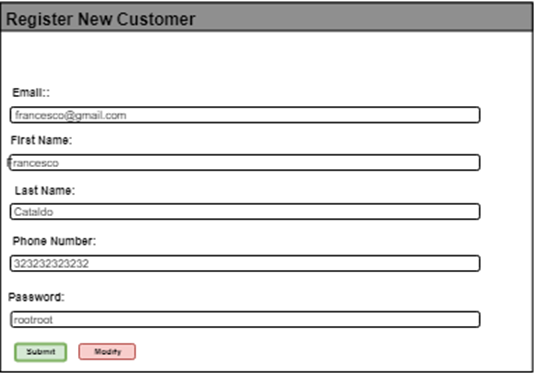 Register New Customer
Email::
francesco@gmail.com
First Name:
Francesco
Last Name:
Cataldo
Phone Number:
323232323232
Password:
rootroot
Submit Modify